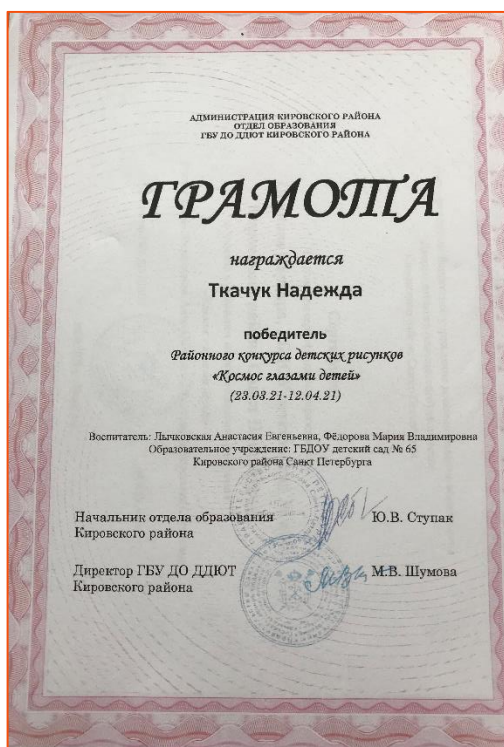 АДМИНИСТРАЦИЯ КИРОВСКОГО РАЙОНА
ОТДЕЛ ОБРАЗОВАНИЯ
ГБУ ДО ДДЮТ КИРОВСКОГО РАЙОНА
ГРАМОТА
награждается
Ткачук Надежда
победитель
Районного конкурса детских рисунков
«Космос глазами детей»
(23.03.21-12.04.21)
Воспитатель: Лычковская Анастасия Евгеньевна, Фёдорова Мария Владимировна
Образовательное учреждение: ГБДОУ детский сад № 65
Кировского района Санкт Петербурга
Начальник отдела образования Ю.В. Ступак
Кировского района
Директор ГБУ ДО ДДЮТ М.В. Шумова
Кировского района